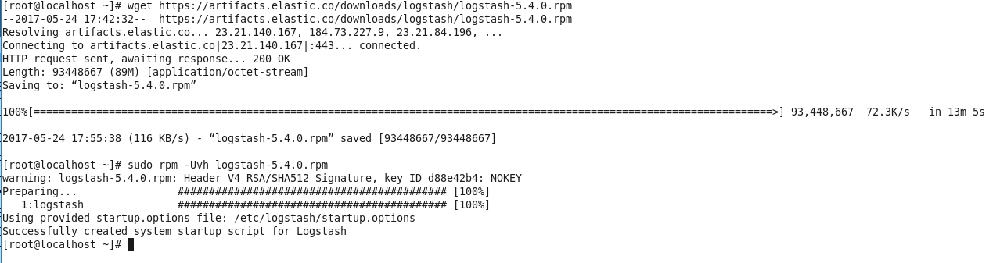 [root@localhost ~]# wget https://artifacts.elastic.co/downloads/logstash/logstash-5.4.0.rpm
--2017-05-24 17:42:32--  https://artifacts.elastic.co/downloads/logstash/logstash-5.4.0.rpm
Resolving artifacts.elastic.co... 23.21.140.167, 184.73.227.9, 23.21.84.196, ...
Connecting to artifacts.elastic.co|23.21.140.167|:443... connected.
HTTP request sent, awaiting response... 200 OK
Length: 93448667 (89M) [application/octet-stream]
Saving to: “logstash-5.4.0.rpm”
100%[======================================================================================================================>] 93,448,667  72.3K/s   in 13m 5s
2017-05-24 17:55:38 (116 KB/s) - “logstash-5.4.0.rpm” saved [93448667/93448667]
[root@localhost ~]# sudo rpm -Uvh logstash-5.4.0.rpm
warning: logstash-5.4.0.rpm: Header V4 RSA/SHA512 Signature, key ID d88e42b4: NOKEY
Preparing...                ########################################### [100%]
   1:logstash               ########################################### [100%]
Using provided startup.options file: /etc/logstash/startup.options
Successfully created system startup script for Logstash
[root@localhost ~]#